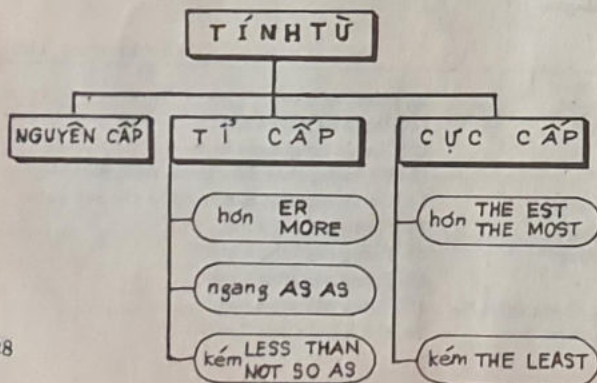 TÍNH TỪ
NGUYÊN CẤP
TỈ CẤP
CỰC CẤP
hơn ER
MORE
hơn THE EST
THE MOST
ngang AS AS
kém LESS THAN
NOT SO AS
kém THE LEAST